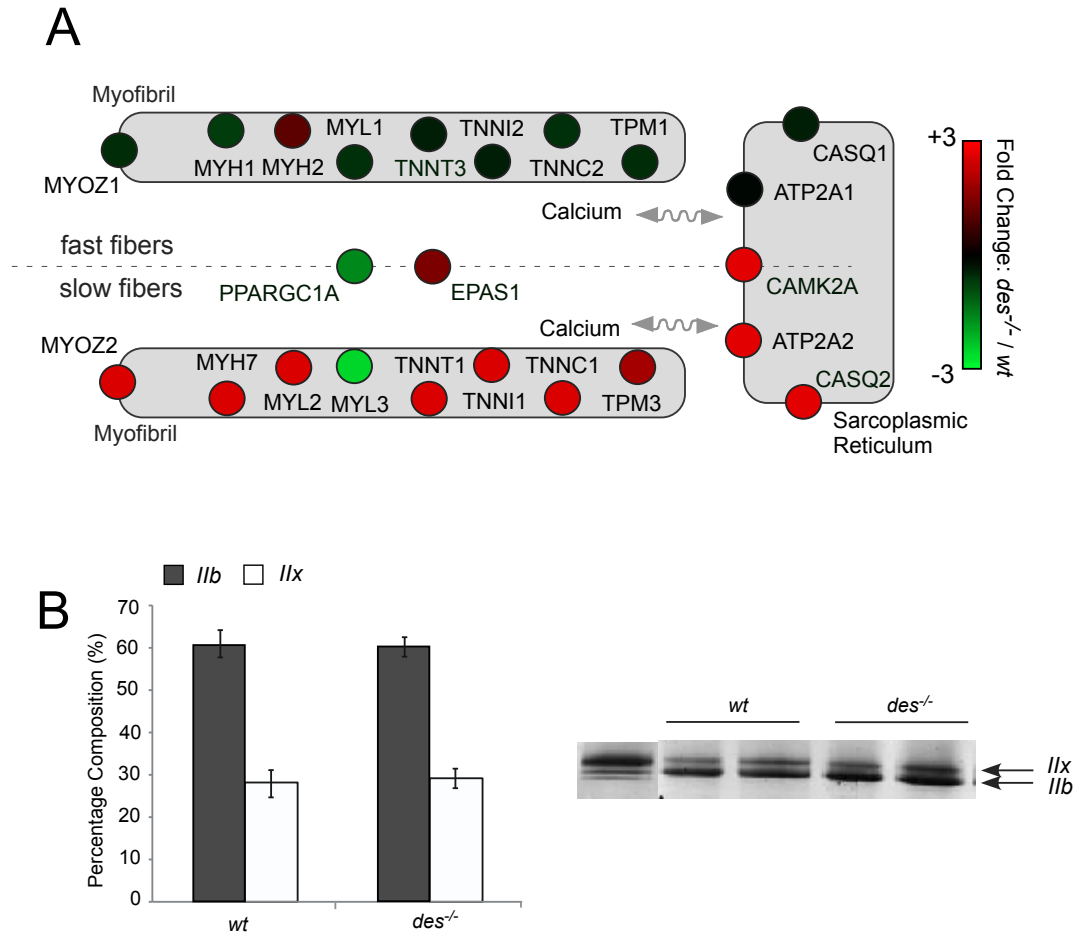 A
Myofibril
MYOZ1
MYH1
MYH2
MYL1
TNNT3
TNNI2
TNNC2
TPM1
CASQ1
ATP2A1
Calcium
fast fibers
slow fibers
PPARGC1A
EPAS1
CAMK2A
Calcium
ATP2A2
CASQ2
MYOZ2
MYH7
MYL2
MYL3
TNNT1
TNNI1
TNNC1
TPM3
Myofibril
Sarcoplasmic
Reticulum
+3
-3
Fold Change: des-/- / wt
B
IIb
IIx
Percentage Composition (%)
70
60
50
40
30
20
10
0
wt
des-/-
wt
des-/-
IIx
IIb